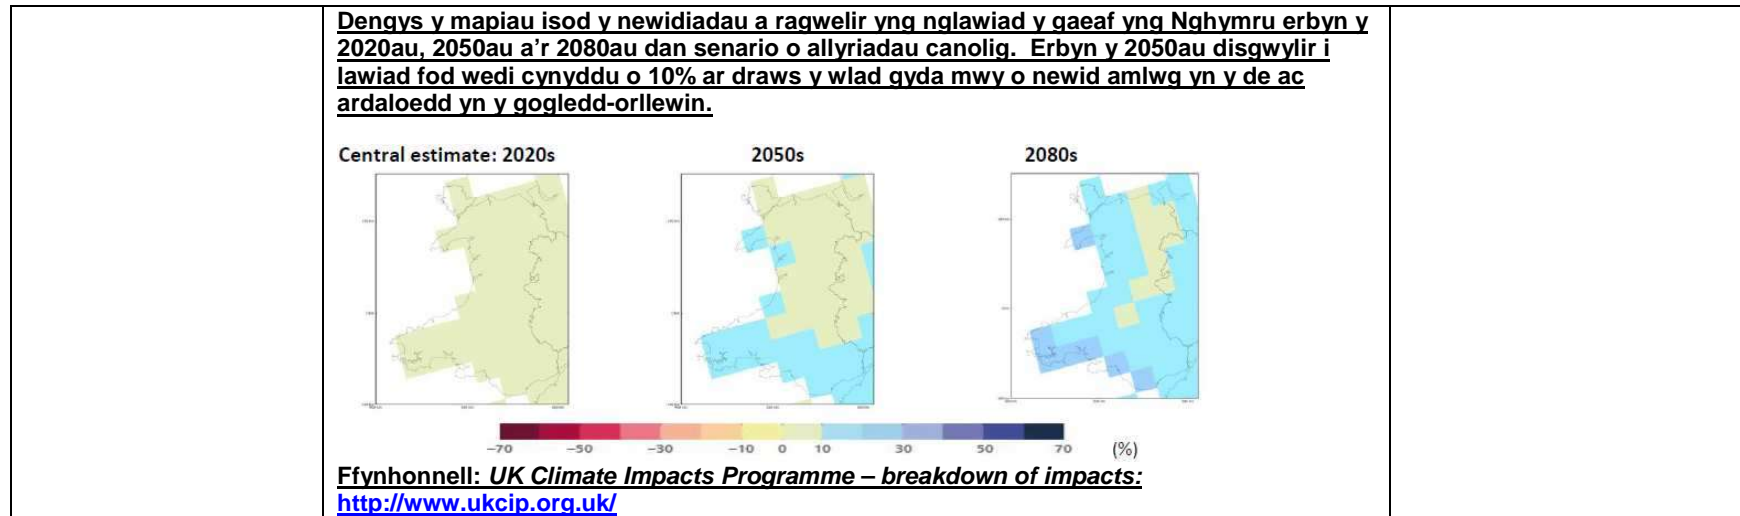 Dengys y mapiau isod y newidiadau a ragwelir yng nglawiad y gaeaf yng Nghymru erbyn y
2020au, 2050au a’r 2080au dan senario o allyriadau canolig.  Erbyn y 2050au disgwylir i
lawiad fod wedi cynyddu o 10% ar draws y wlad gyda mwy o newid amlwg yn y de ac
ardaloedd yn y gogledd-orllewin.
Central estimate: 2020s 2050s 2080s
−70 −50 −30 −10 0 10 30 50 70 (%)
Ffynhonnell: UK Climate Impacts Programme – breakdown of impacts:
http://www.ukcip.org.uk/